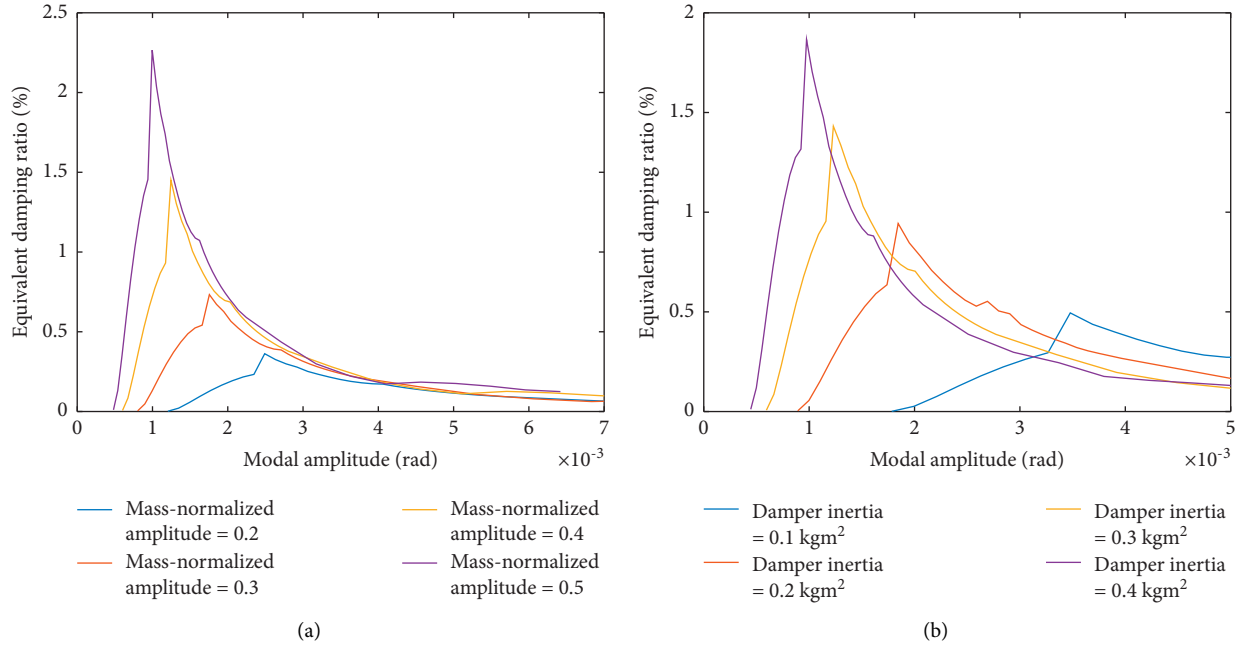 2.5
2
1.5
1
0.5
0
Equivalent damping ratio (%)
0 1 2 3 4 5 6 7
Modal amplitude (rad) ×10⁻³
Mass-normalized
amplitude = 0.2
Mass-normalized
amplitude = 0.3
Mass-normalized
amplitude = 0.4
Mass-normalized
amplitude = 0.5
(a)
2
1.5
1
0.5
0
Equivalent damping ratio (%)
0 1 2 3 4 5
Modal amplitude (rad) ×10⁻³
Damper inertia
= 0.1 kgm²
Damper inertia
= 0.2 kgm²
Damper inertia
= 0.3 kgm²
Damper inertia
= 0.4 kgm²
(b)